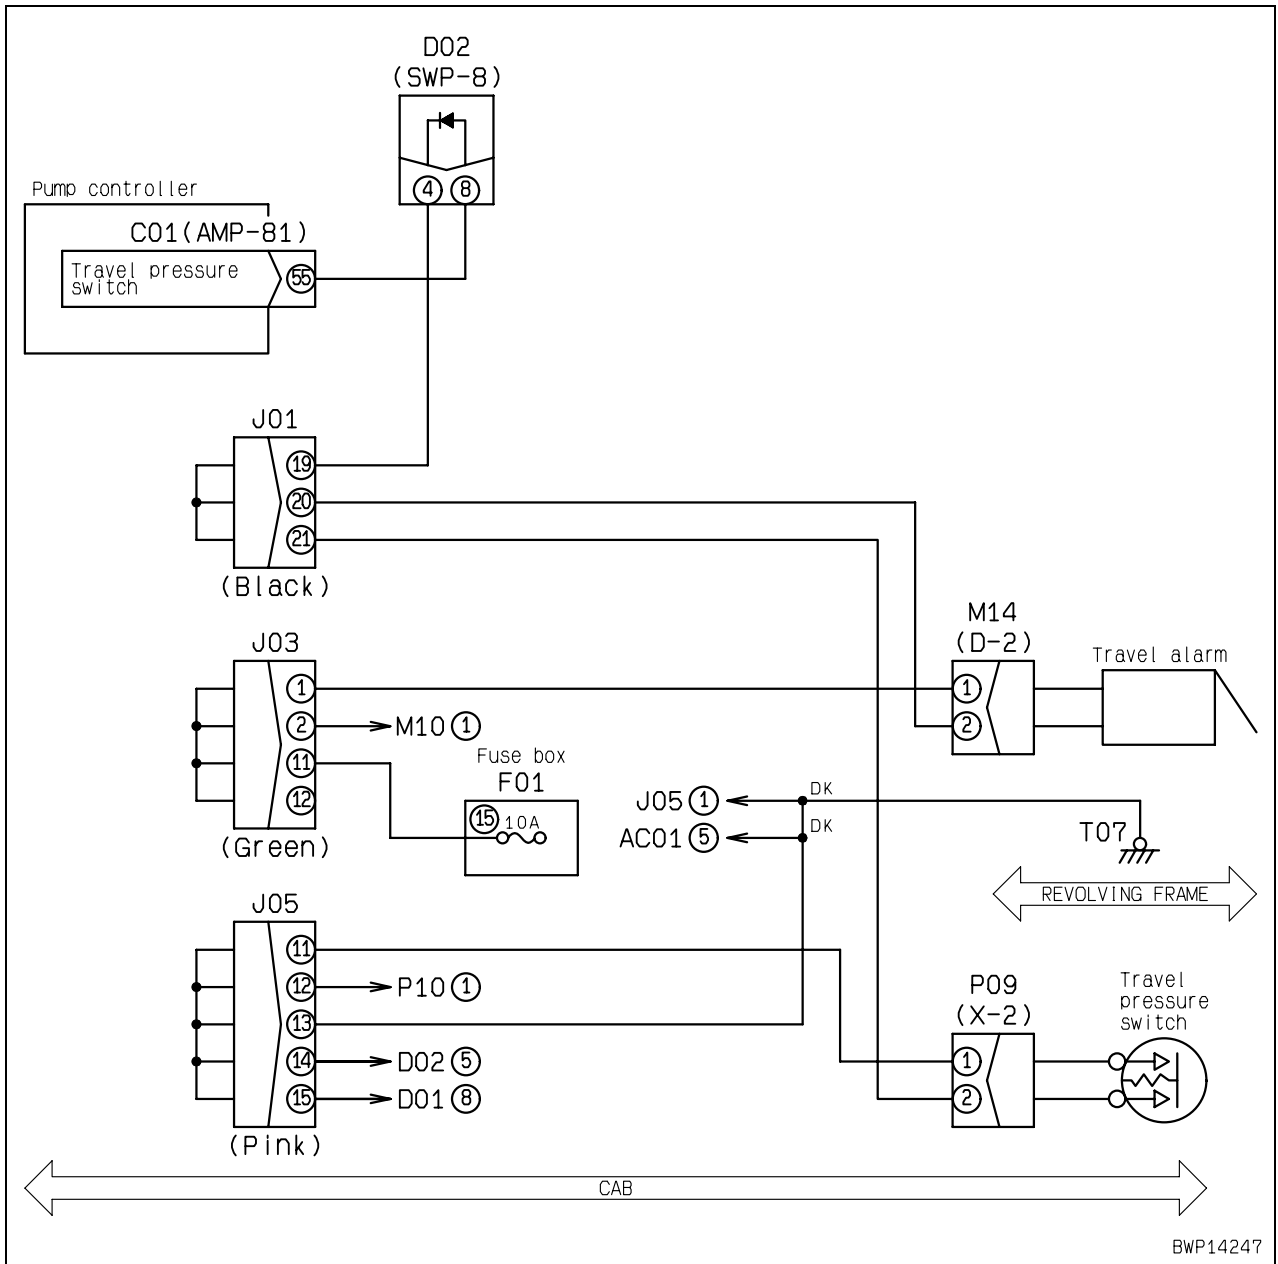 D02
(SWP-8)
4 8
Pump controller
C01(AMP-81)
Travel pressure
switch
55
J01
19
20
21
(Black)
J03
1
2
M10 1
11
12
(Green)
Fuse box
F01
15
10A
M14
(D-2)
1
2
Travel alarm
J05 1
DK
AC01 5
DK
T07
REVOLVING FRAME
J05
11
12
P10 1
13
14
D02 5
15
D01 8
(Pink)
P09
(X-2)
1
2
Travel
pressure
switch
CAB
BWP14247